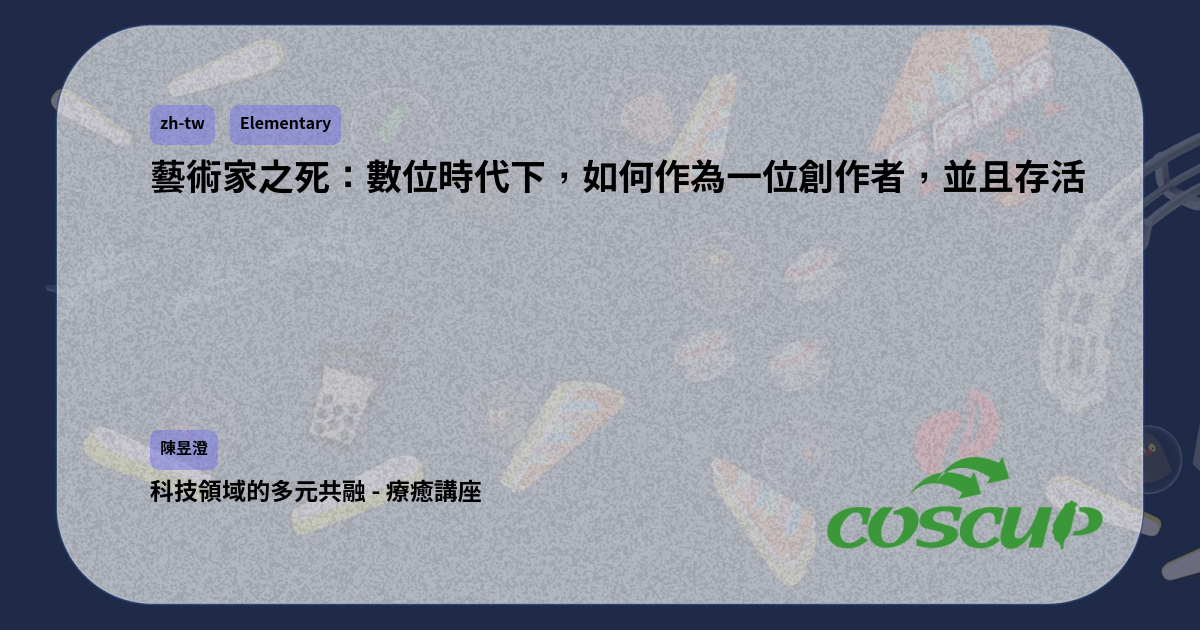 zh-tw Elementary
藝術家之死：數位時代下，如何作為一位創作者，並且存活
陳昱澄
科技領域的多元共融 - 療癒講座
COSCUP